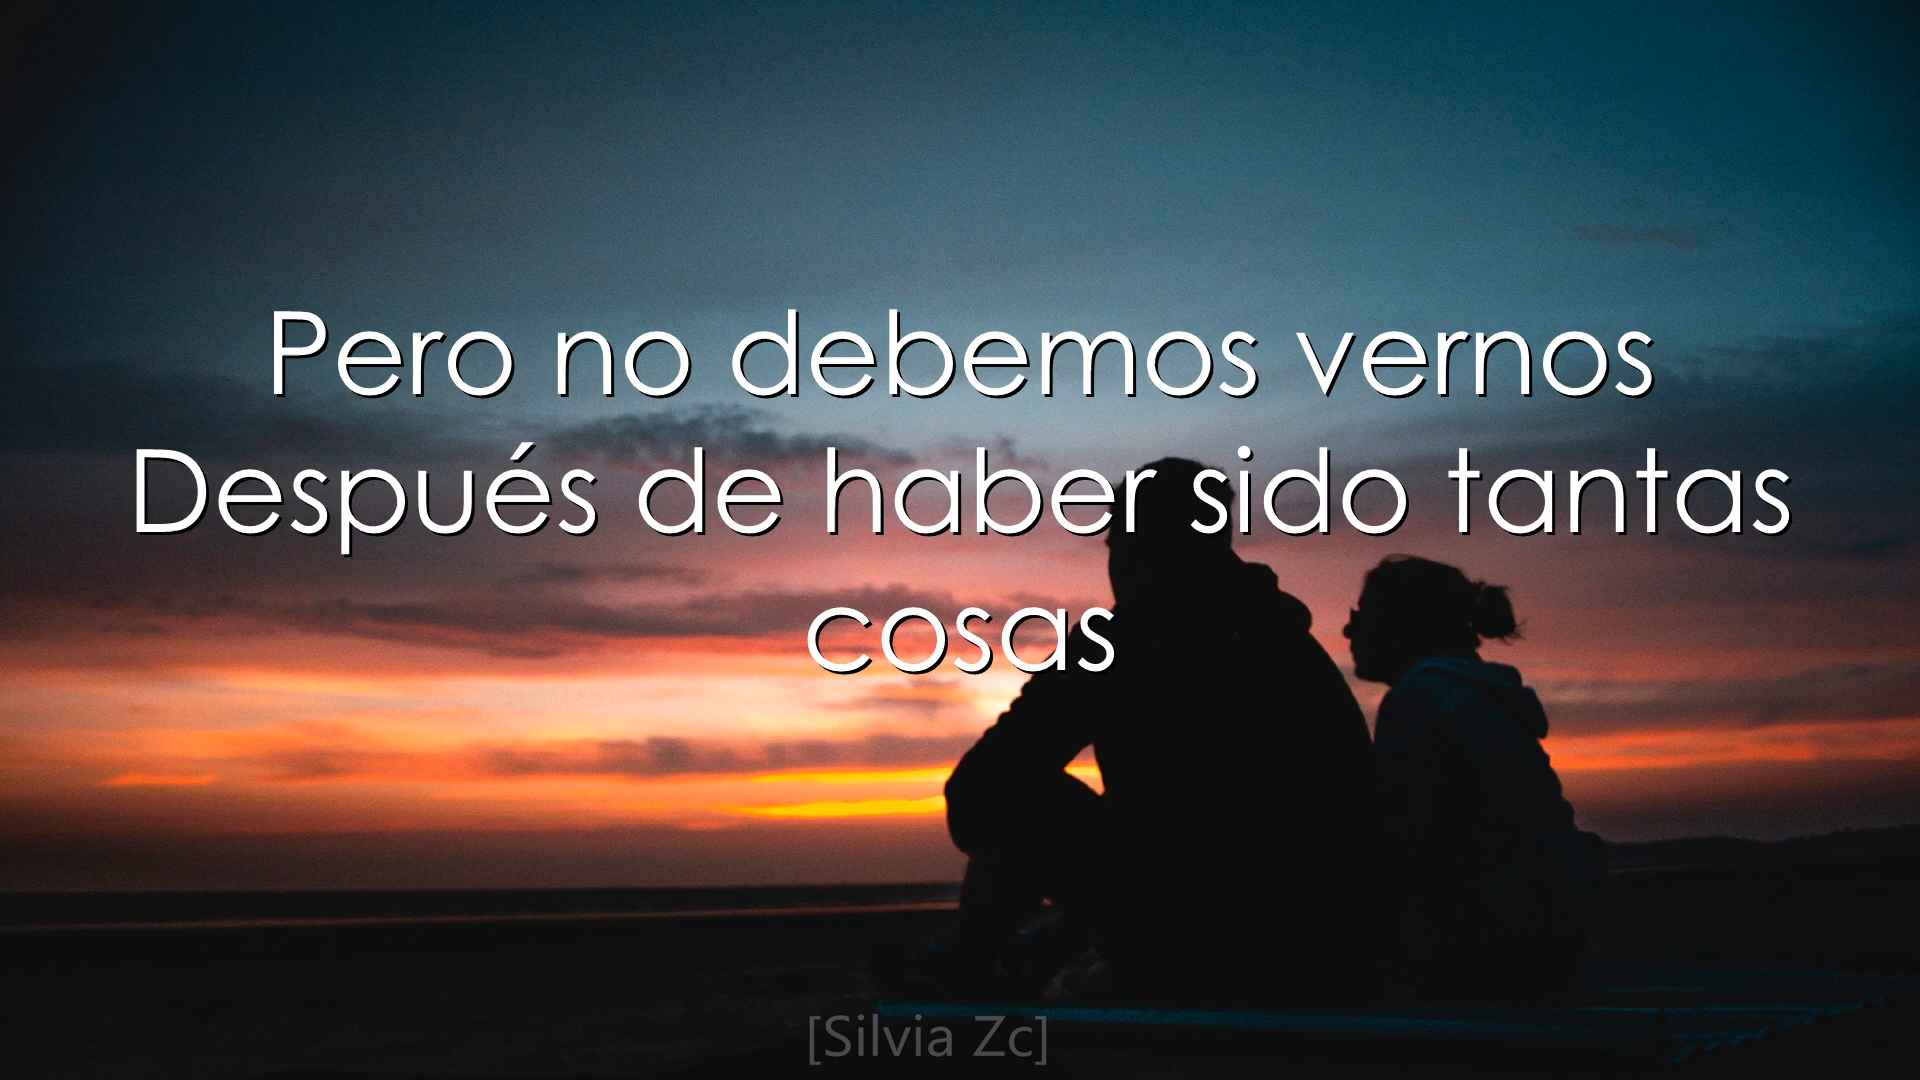 Pero no debemos vernos
Después de haber sido tantas
cosas
[Silvia Zc]